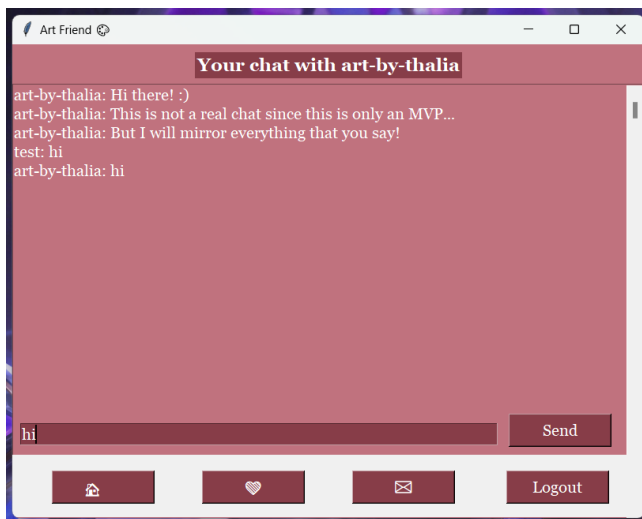 Art Friend 🎨
Your chat with art-by-thalia
art-by-thalia: Hi there! :)
art-by-thalia: This is not a real chat since this is only an MVP...
art-by-thalia: But I will mirror everything that you say!
test: hi
art-by-thalia: hi
hi
Send
Logout